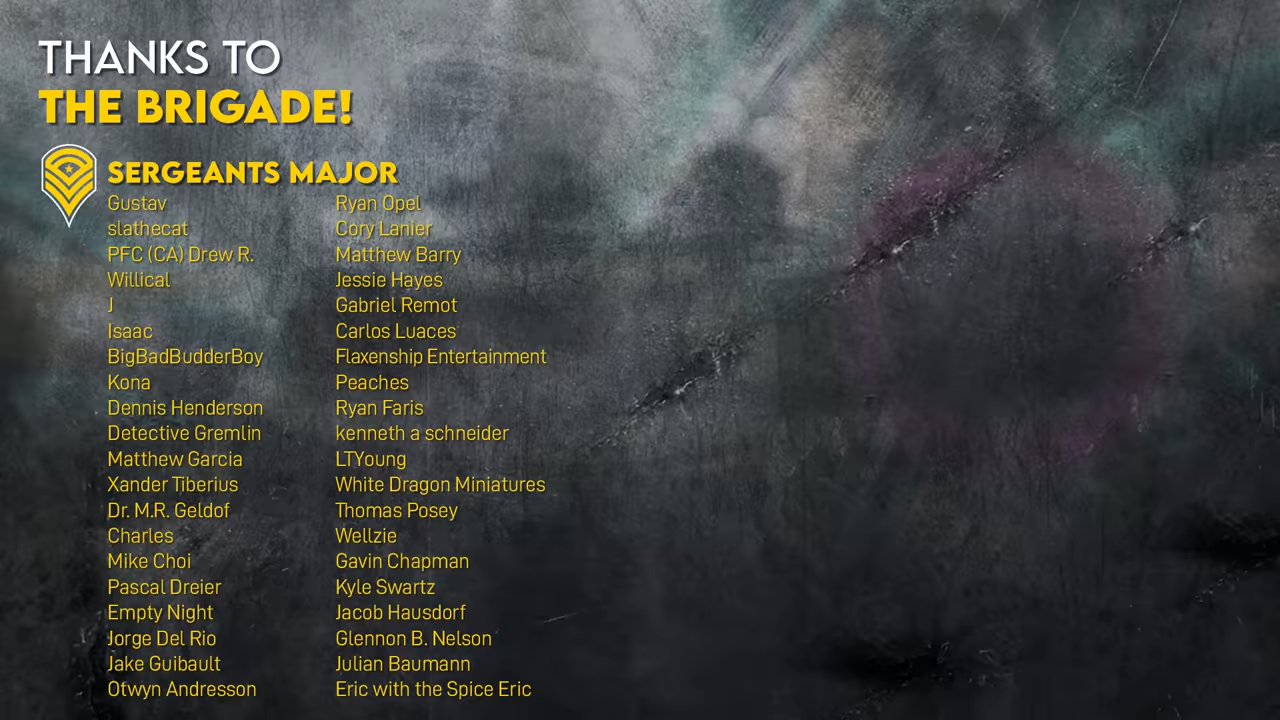 THANKS TO
THE BRIGADE!
SERGEANTS MAJOR
Gustav
slathecat
PFC (CA) Drew R.
Willical
J
Isaac
BigBadBudderBoy
Kona
Dennis Henderson
Detective Gremlin
Matthew Garcia
Xander Tiberius
Dr. M.R. Geldof
Charles
Mike Choi
Pascal Dreier
Empty Night
Jorge Del Rio
Jake Guibault
Otwyn Andresson
Ryan Opel
Cory Lanier
Matthew Barry
Jessie Hayes
Gabriel Remot
Carlos Luaces
Flaxenship Entertainment
Peaches
Ryan Faris
kenneth a schneider
LTYoung
White Dragon Miniatures
Thomas Posey
Wellzie
Gavin Chapman
Kyle Swartz
Jacob Hausdorf
Glennon B. Nelson
Julian Baumann
Eric with the Spice Eric